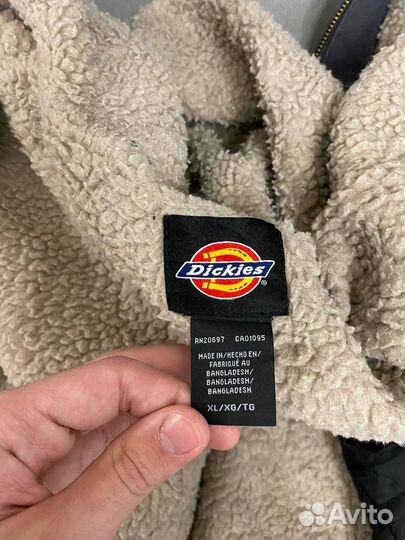 Dickies
®
RN20697 CA01095
MADE IN/HECHO EN/
FABRIQUÉ AU
BANGLADESH/
BANGLADESH/
BANGLADESH
XL/XG/TG
Avito